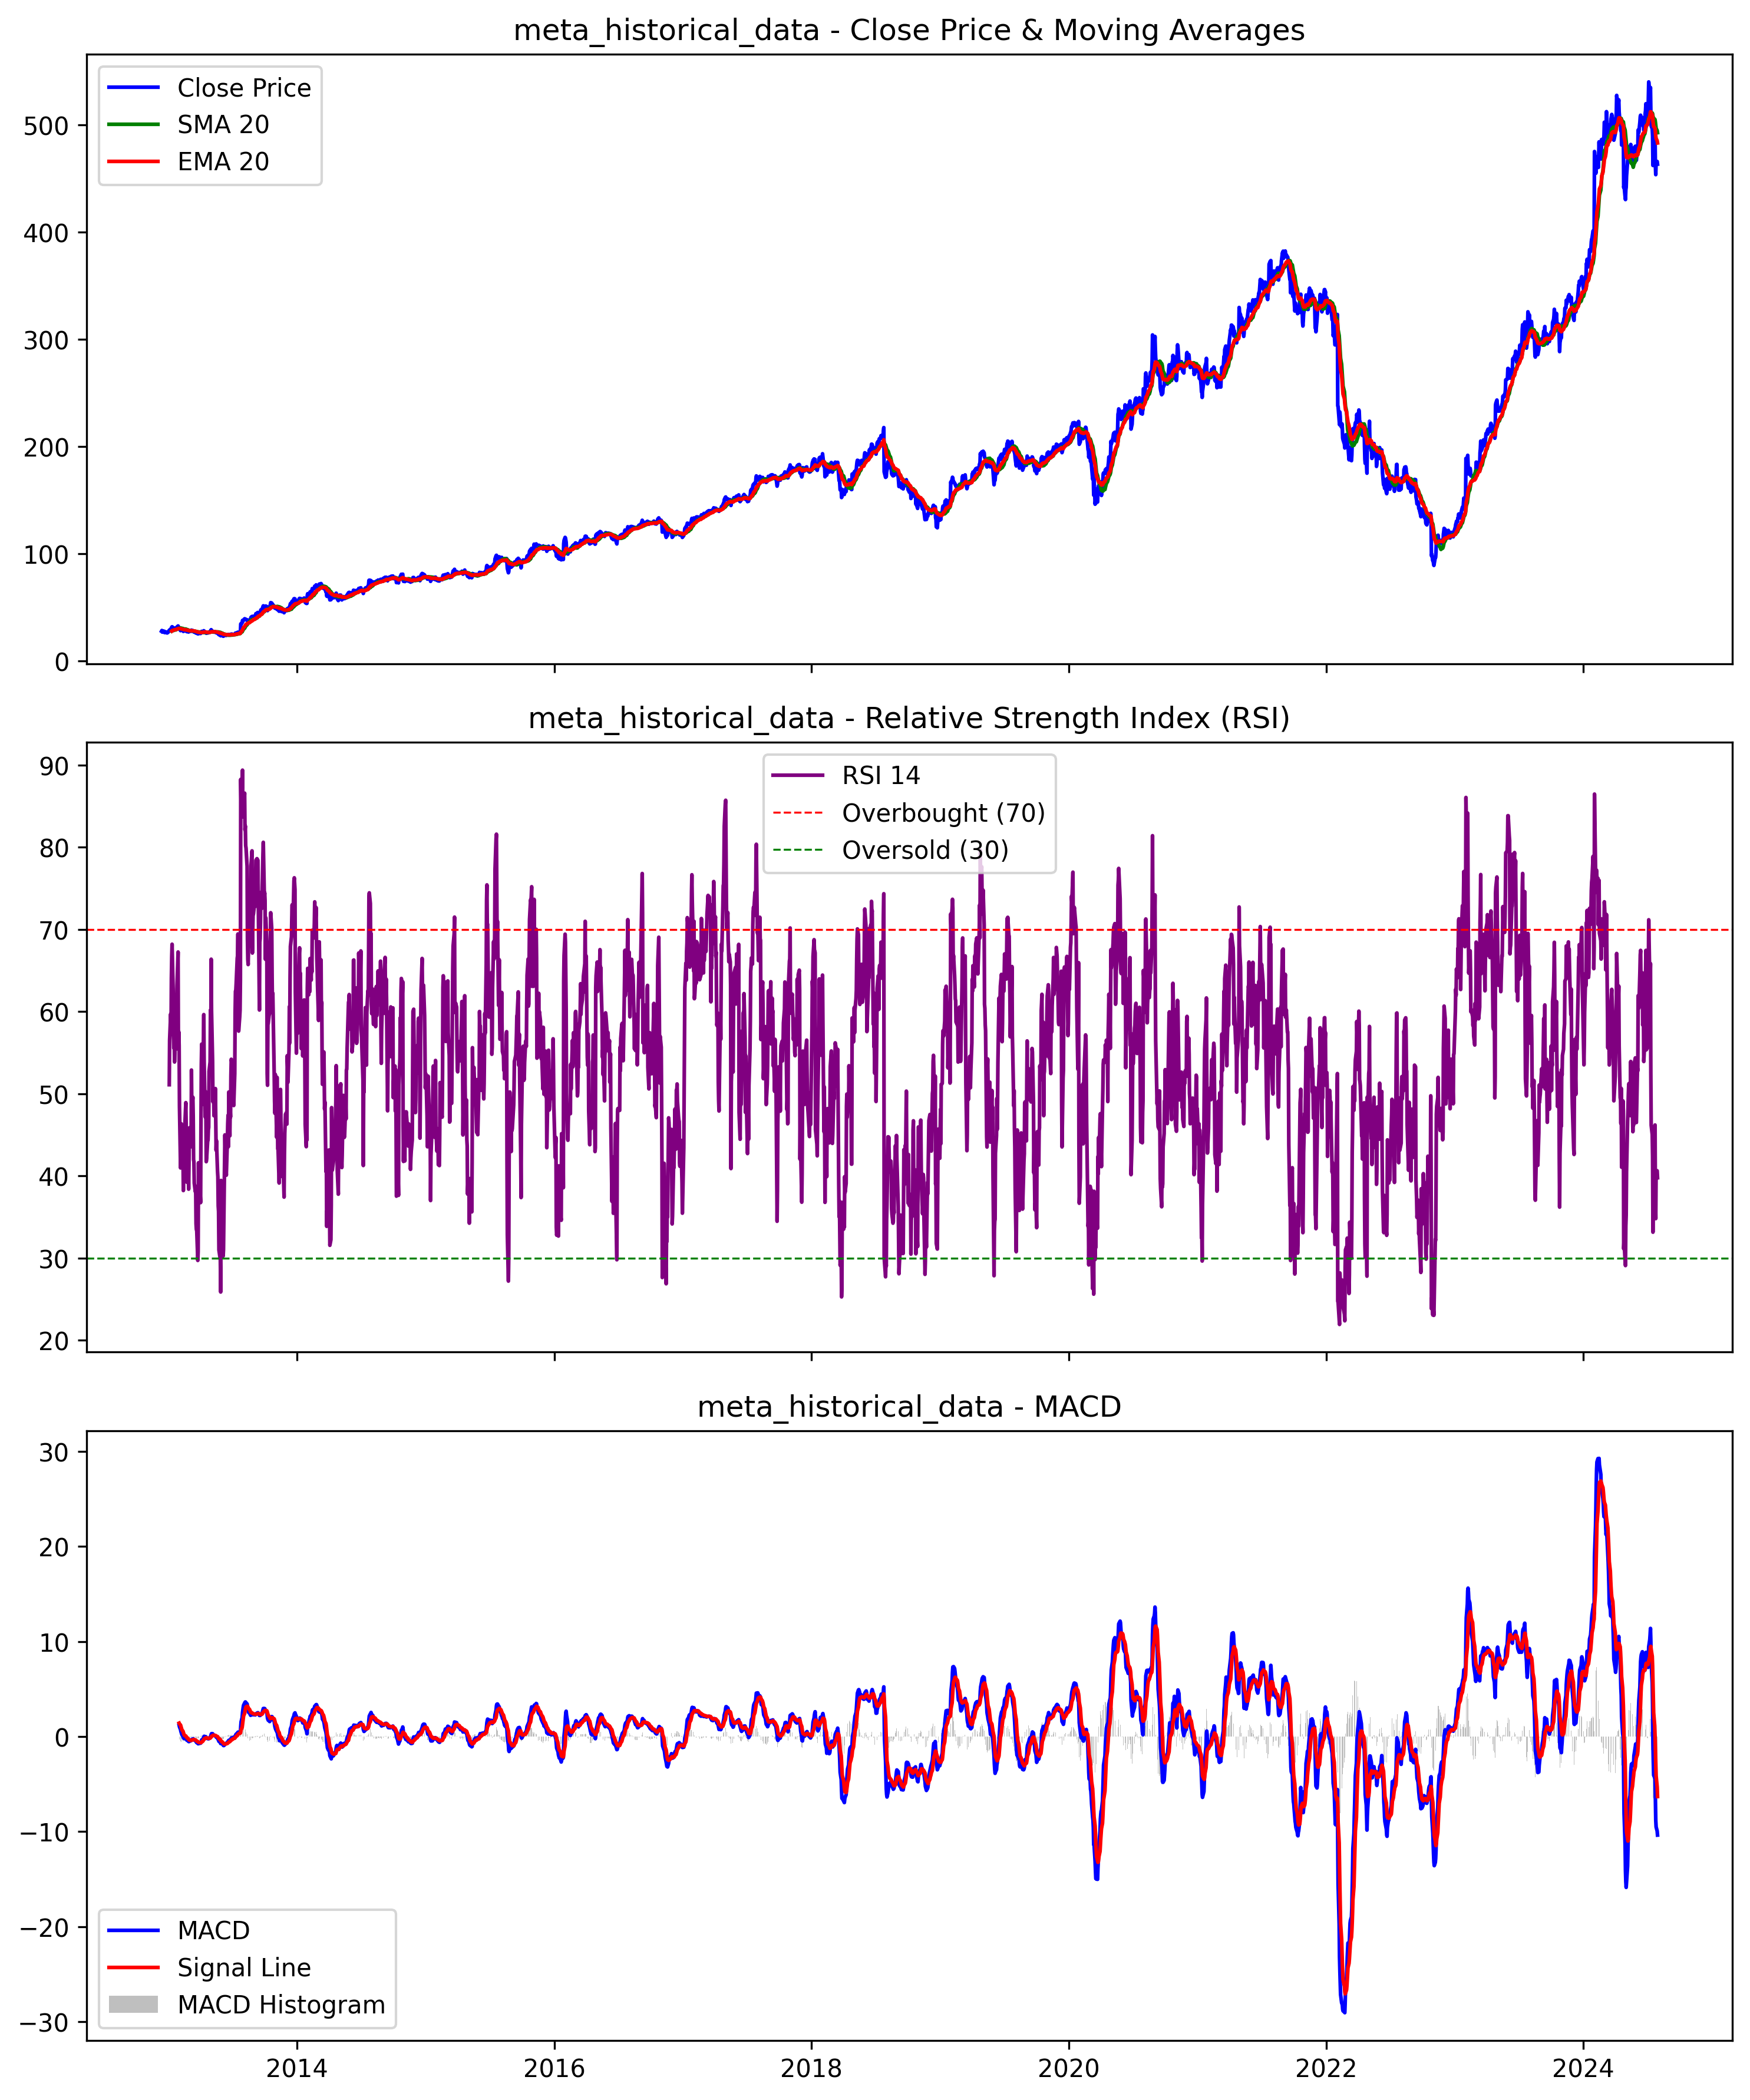 meta_historical_data - Close Price & Moving Averages
Close Price
SMA 20
EMA 20
500
400
300
200
100
0
meta_historical_data - Relative Strength Index (RSI)
RSI 14
Overbought (70)
Oversold (30)
90
80
70
60
50
40
30
20
meta_historical_data - MACD
30
20
10
0
−10
−20
−30
MACD
Signal Line
MACD Histogram
2014 2016 2018 2020 2022 2024